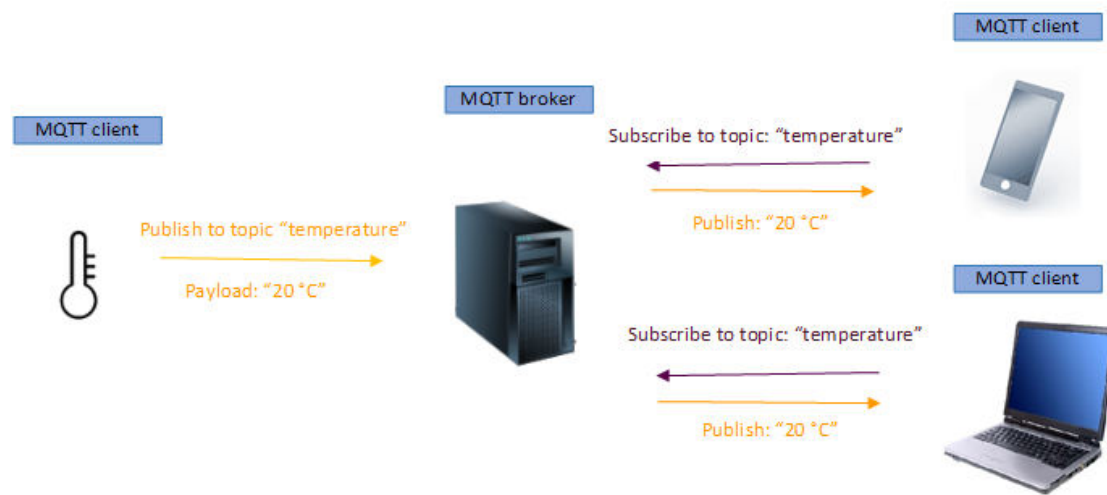 MQTT client
MQTT broker
MQTT client
Subscribe to topic: “temperature”
Publish to topic “temperature”
Publish: “20 °C”
Payload: “20 °C”
MQTT client
Subscribe to topic: “temperature”
Publish: “20 °C”